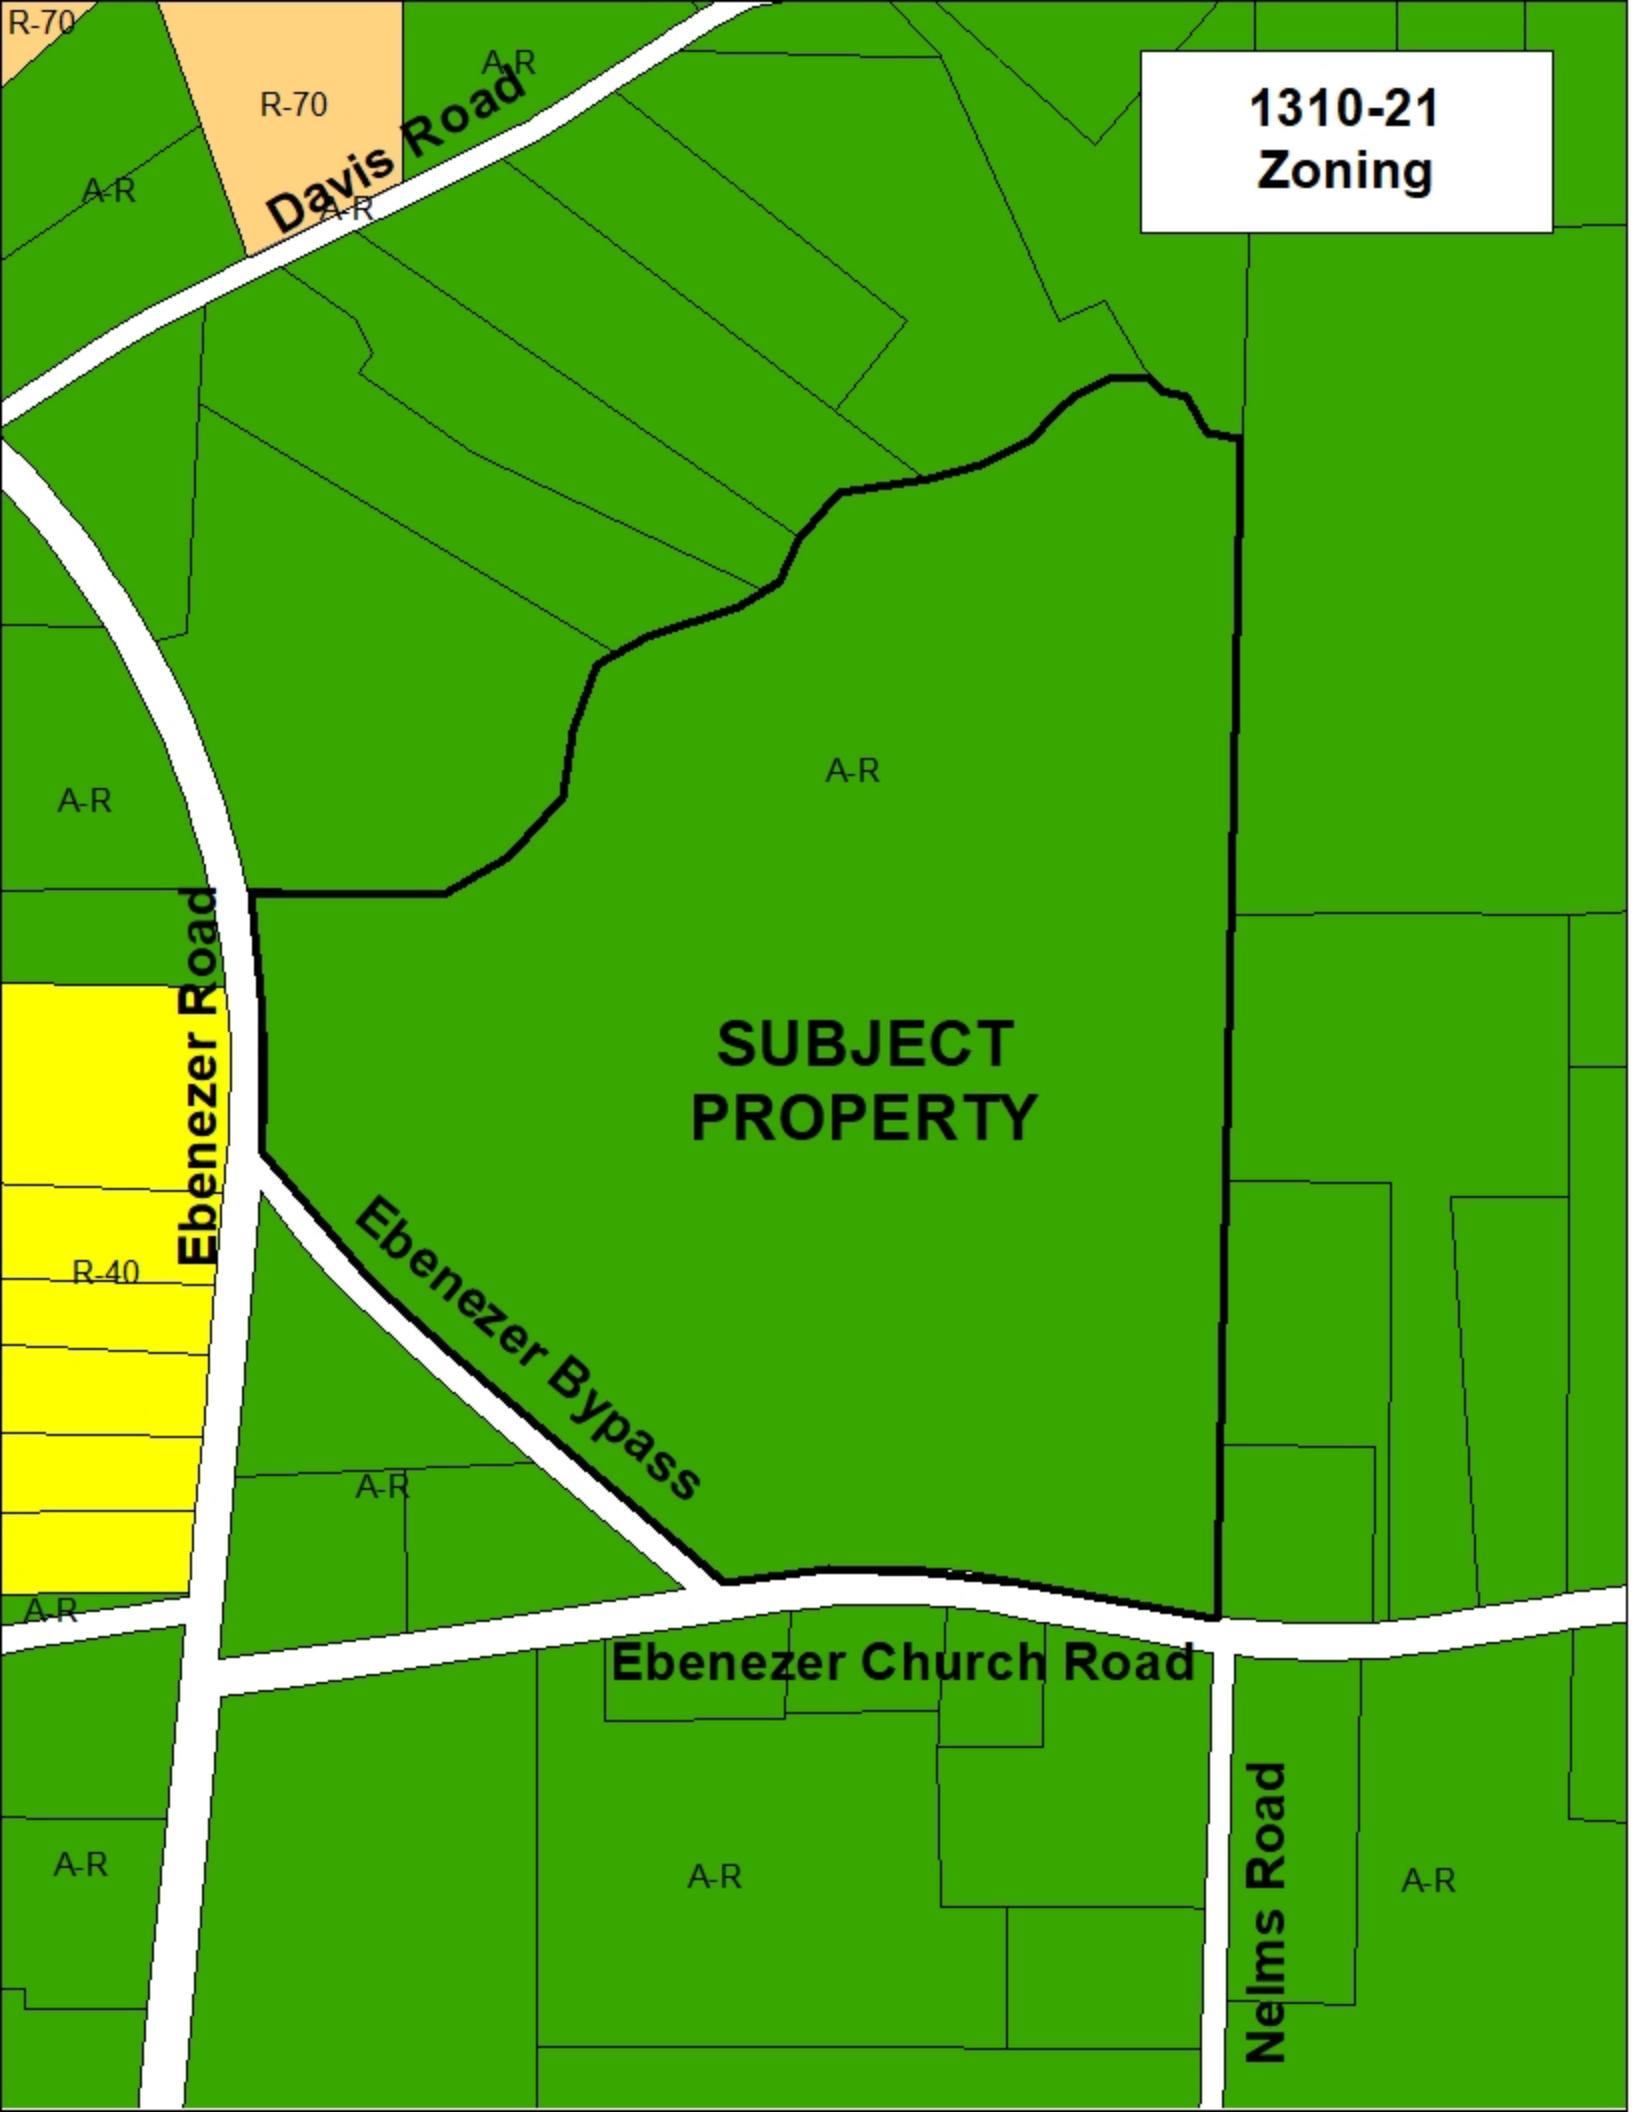 R-70
A-R
R-70
1310-21
Zoning
Davis Road
A-R
A-R
A-R
A-R
Ebenezer Road
SUBJECT
PROPERTY
Ebenezer Bypass
R-40
A-R
A-R
Ebenezer Church Road
Nelms Road
A-R
A-R
A-R